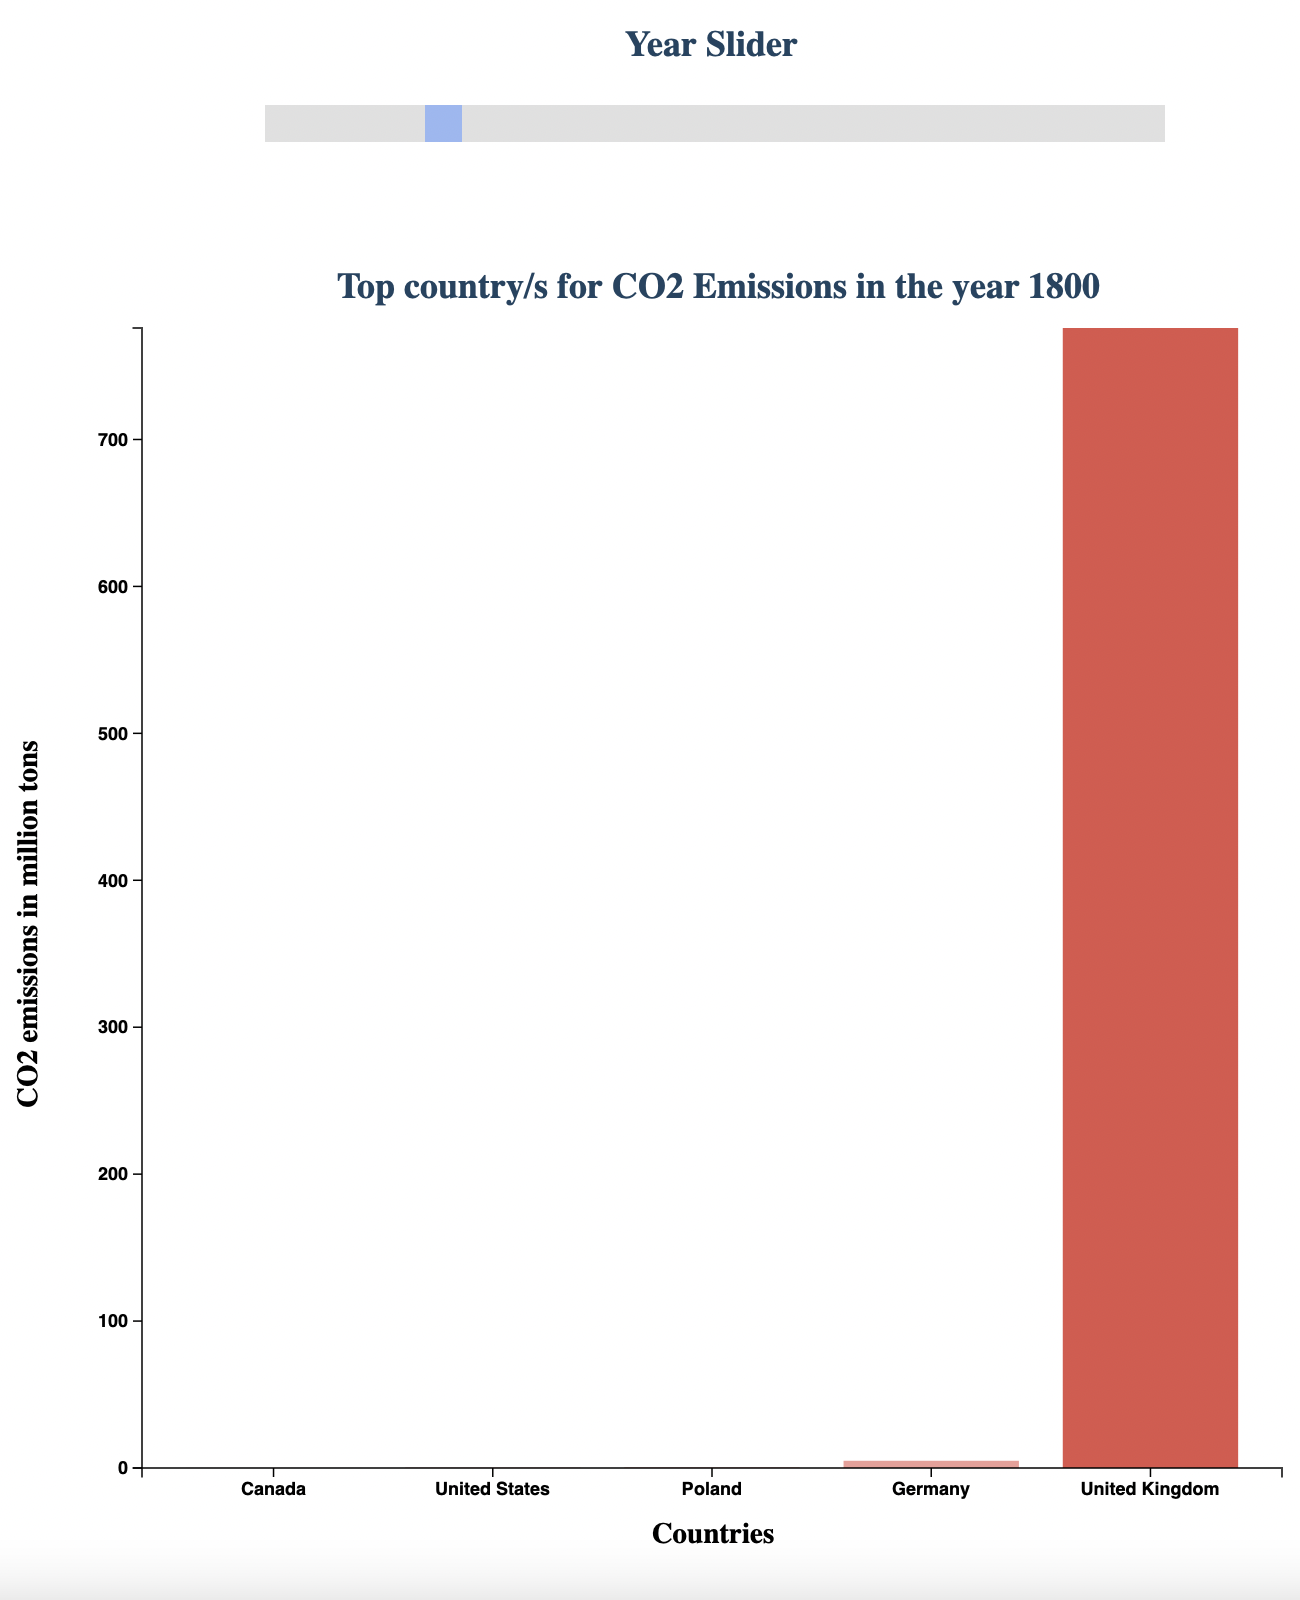 Year Slider
Top country/s for CO2 Emissions in the year 1800
700
600
500
400
300
200
100
0
CO2 emissions in million tons
Canada United States Poland Germany United Kingdom
Countries